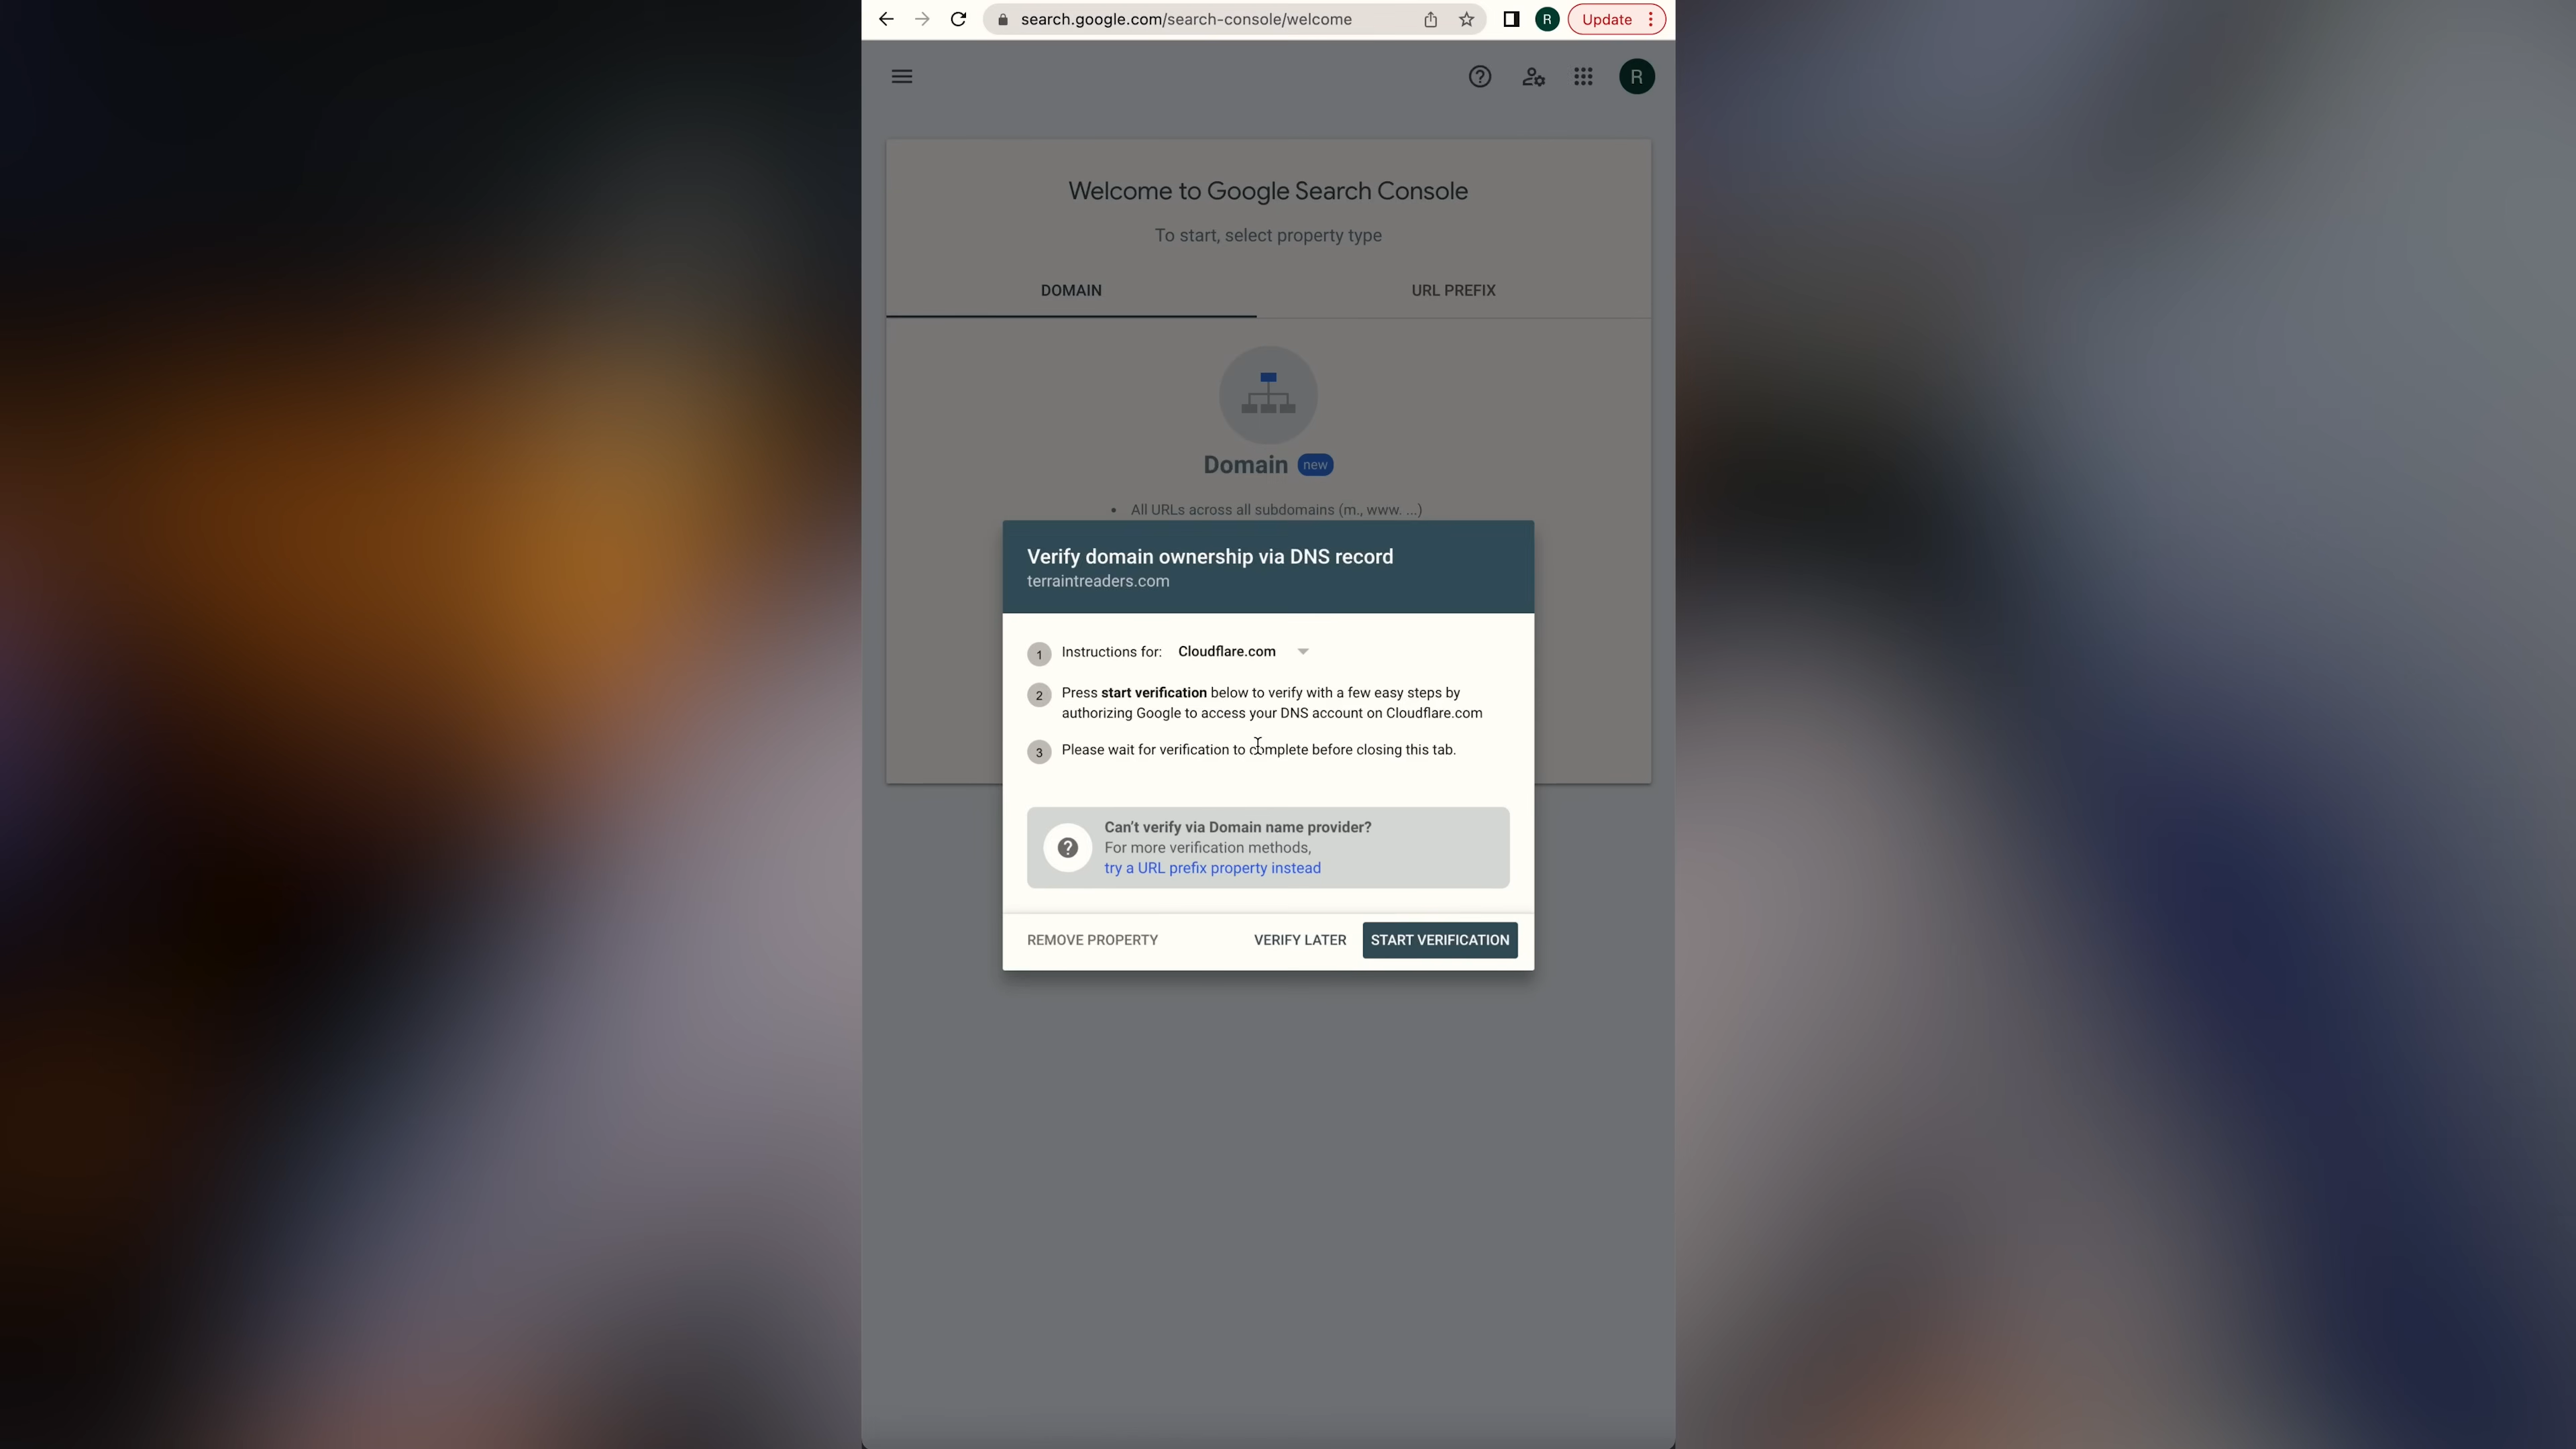 search.google.com/search-console/welcome
R
Update
R
Welcome to Google Search Console
To start, select property type
DOMAIN
URL PREFIX
Domain new
• All URLs across all subdomains (m., www. ...)
Verify domain ownership via DNS record
terraintreaders.com
1 Instructions for: Cloudflare.com
2 Press start verification below to verify with a few easy steps by
authorizing Google to access your DNS account on Cloudflare.com
3 Please wait for verification to complete before closing this tab.
Can't verify via Domain name provider?
For more verification methods,
try a URL prefix property instead
REMOVE PROPERTY
VERIFY LATER
START VERIFICATION